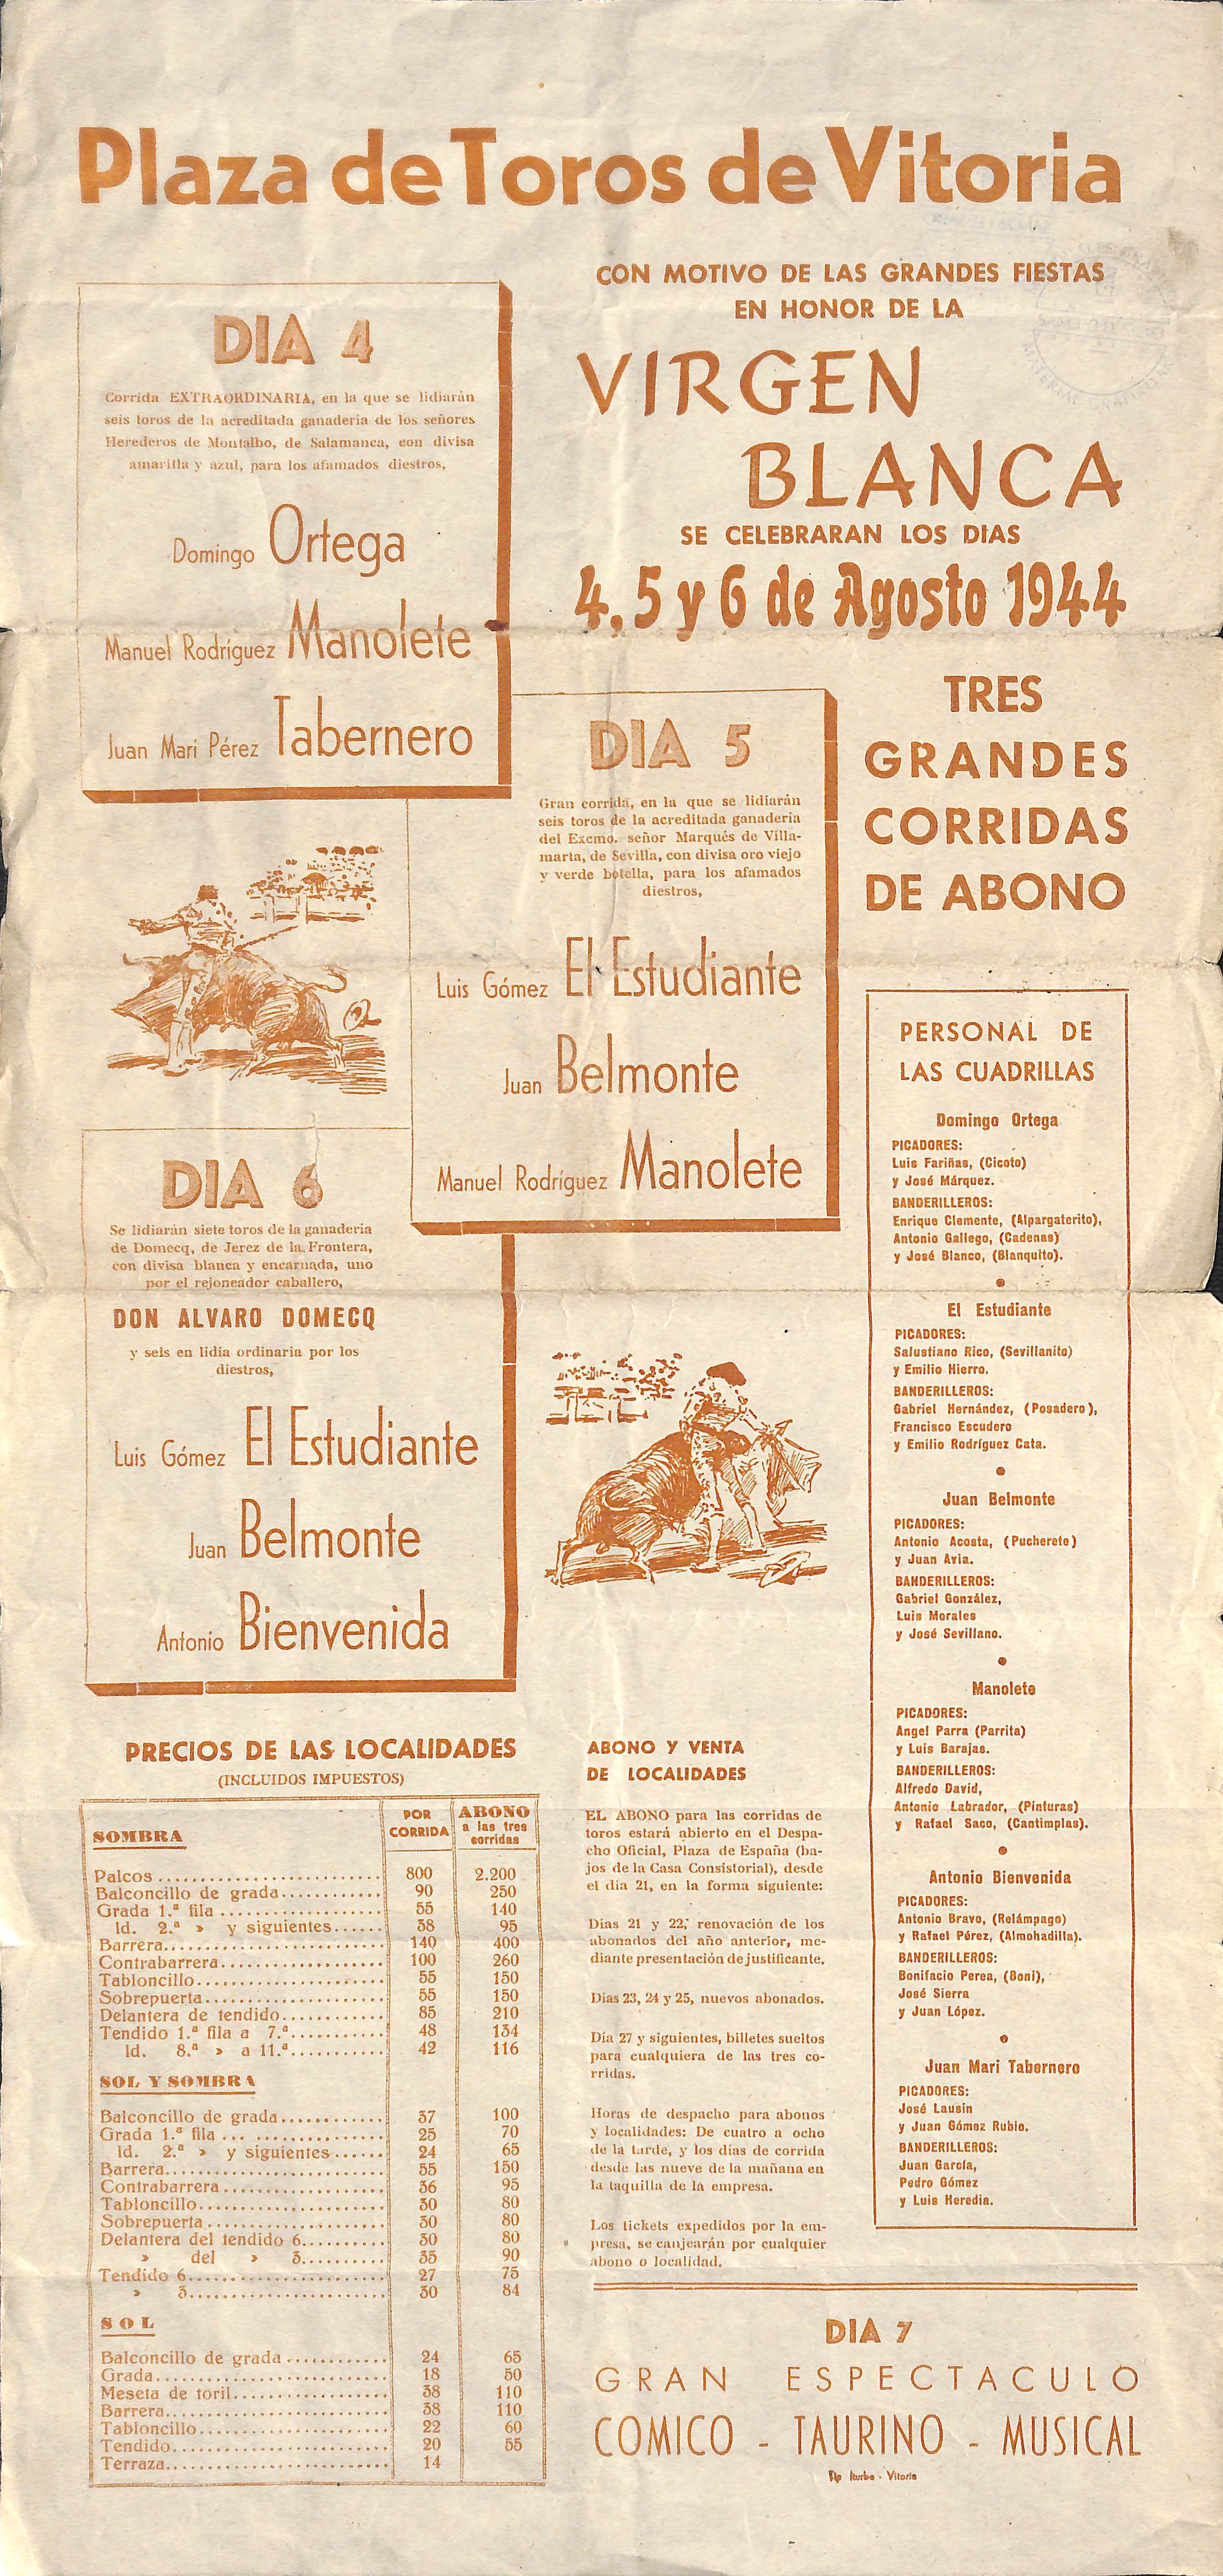 Plaza de Toros de Vitoria
CON MOTIVO DE LAS GRANDES FIESTAS
EN HONOR DE LA
VIRGEN
BLANCA
SE CELEBRARAN LOS DIAS
4, 5 y 6 de Agosto 1944
TRES
GRANDES
CORRIDAS
DE ABONO
DIA 4
Corrida EXTRAORDINARIA, en la que se lidiarán
seis toros de la acreditada ganaderia de los señores
Herederos de Montalbo, de Salamanca, con divisa
amarilla y azul, para los afamados diestros,
Domingo Ortega
Manuel Rodríguez Manolete
Juan Mari Pérez Tabernero
DIA 5
Gran corrida, en la que se lidiarán
seis toros de la acreditada ganaderia
del Excmo. señor Marqués de Villa-
marta, de Sevilla, con divisa oro viejo
y verde botella, para los afamados
diestros,
Luis Gómez El Estudiante
Juan Belmonte
Manuel Rodríguez Manolete
DIA 6
Se lidiarán siete toros de la ganaderia
de Domecq, de Jerez de la Frontera,
con divisa blanca y encarnada, uno
por el rejoneador caballero,
DON ALVARO DOMECQ
y seis en lidia ordinaria por los
diestros,
Luis Gómez El Estudiante
Juan Belmonte
Antonio Bienvenida
PERSONAL DE
LAS CUADRILLAS
Domingo Ortega
PICADORES:
Luis Fariñas, (Cicoto)
y José Márquez.
BANDERILLEROS:
Enrique Clemente, (Alpargaterito),
Antonio Gallego, (Cadenas)
y José Blanco, (Blanquito).
El Estudiante
PICADORES:
Salustiano Rico, (Sevillanito)
y Emilio Hierro.
BANDERILLEROS:
Gabriel Hernández, (Posadero),
Francisco Escudero
y Emilio Rodríguez Cata.
Juan Belmonte
PICADORES:
Antonio Acosta, (Pucherete)
y Juan Avia.
BANDERILLEROS:
Gabriel González,
Luis Morales
y José Sevillano.
Manolete
PICADORES:
Angel Parra (Parrita)
y Luis Barajas.
BANDERILLEROS:
Alfredo David,
Antonio Labrador, (Pinturas)
y Rafael Saco, (Cantimplas).
Antonio Bienvenida
PICADORES:
Antonio Bravo, (Relámpago)
y Rafael Pérez, (Almohadilla).
BANDERILLEROS:
Bonifacio Perea, (Boni),
José Sierra
y Juan López.
Juan Mari Tabernero
PICADORES:
José Lausin
y Juan Gómez Rubio.
BANDERILLEROS:
Juan García,
Pedro Gómez
y Luis Heredia.
PRECIOS DE LAS LOCALIDADES
(INCLUIDOS IMPUESTOS)
SOMBRA POR CORRIDA ABONO a las tres corridas
Palcos 800 2.200
Balconcillo de grada 90 250
Grada 1.ª fila 55 140
Id. 2.ª » y siguientes 38 95
Barrera 140 400
Contrabarrera 100 260
Tabloncillo 55 150
Sobrepuerta 55 150
Delantera de tendido 85 210
Tendido 1.ª fila a 7.ª 48 134
Id. 8.ª » a 11.ª 42 116
SOL Y SOMBRA
Balconcillo de grada 37 100
Grada 1.ª fila 25 70
Id. 2.ª » y siguientes 24 65
Barrera 55 150
Contrabarrera 36 95
Tabloncillo 30 80
Sobrepuerta 30 80
Delantera del tendido 6 30 80
» del » 3 35 90
Tendido 6 27 75
» 3 30 84
SOL
Balconcillo de grada 24 65
Grada 18 50
Meseta de toril 38 110
Barrera 38 110
Tabloncillo 22 60
Tendido 20 55
Terraza 14
ABONO Y VENTA
DE LOCALIDADES
EL ABONO para las corridas de
toros estará abierto en el Despa-
cho Oficial, Plaza de España (ba-
jos de la Casa Consistorial), desde
el día 21, en la forma siguiente:
Dias 21 y 22, renovación de los
abonados del año anterior, me-
diante presentación de justificante.
Dias 23, 24 y 25, nuevos abonados.
Día 27 y siguientes, billetes sueltos
para cualquiera de las tres co-
rridas.
Horas de despacho para abonos
y localidades: De cuatro a ocho
de la tarde, y los días de corrida
desde las nueve de la mañana en
la taquilla de la empresa.
Los tickets expedidos por la em-
presa, se canjearán por cualquier
abono o localidad.
DIA 7
GRAN ESPECTACULO
COMICO - TAURINO - MUSICAL
Tip Iturbe - Vitoria